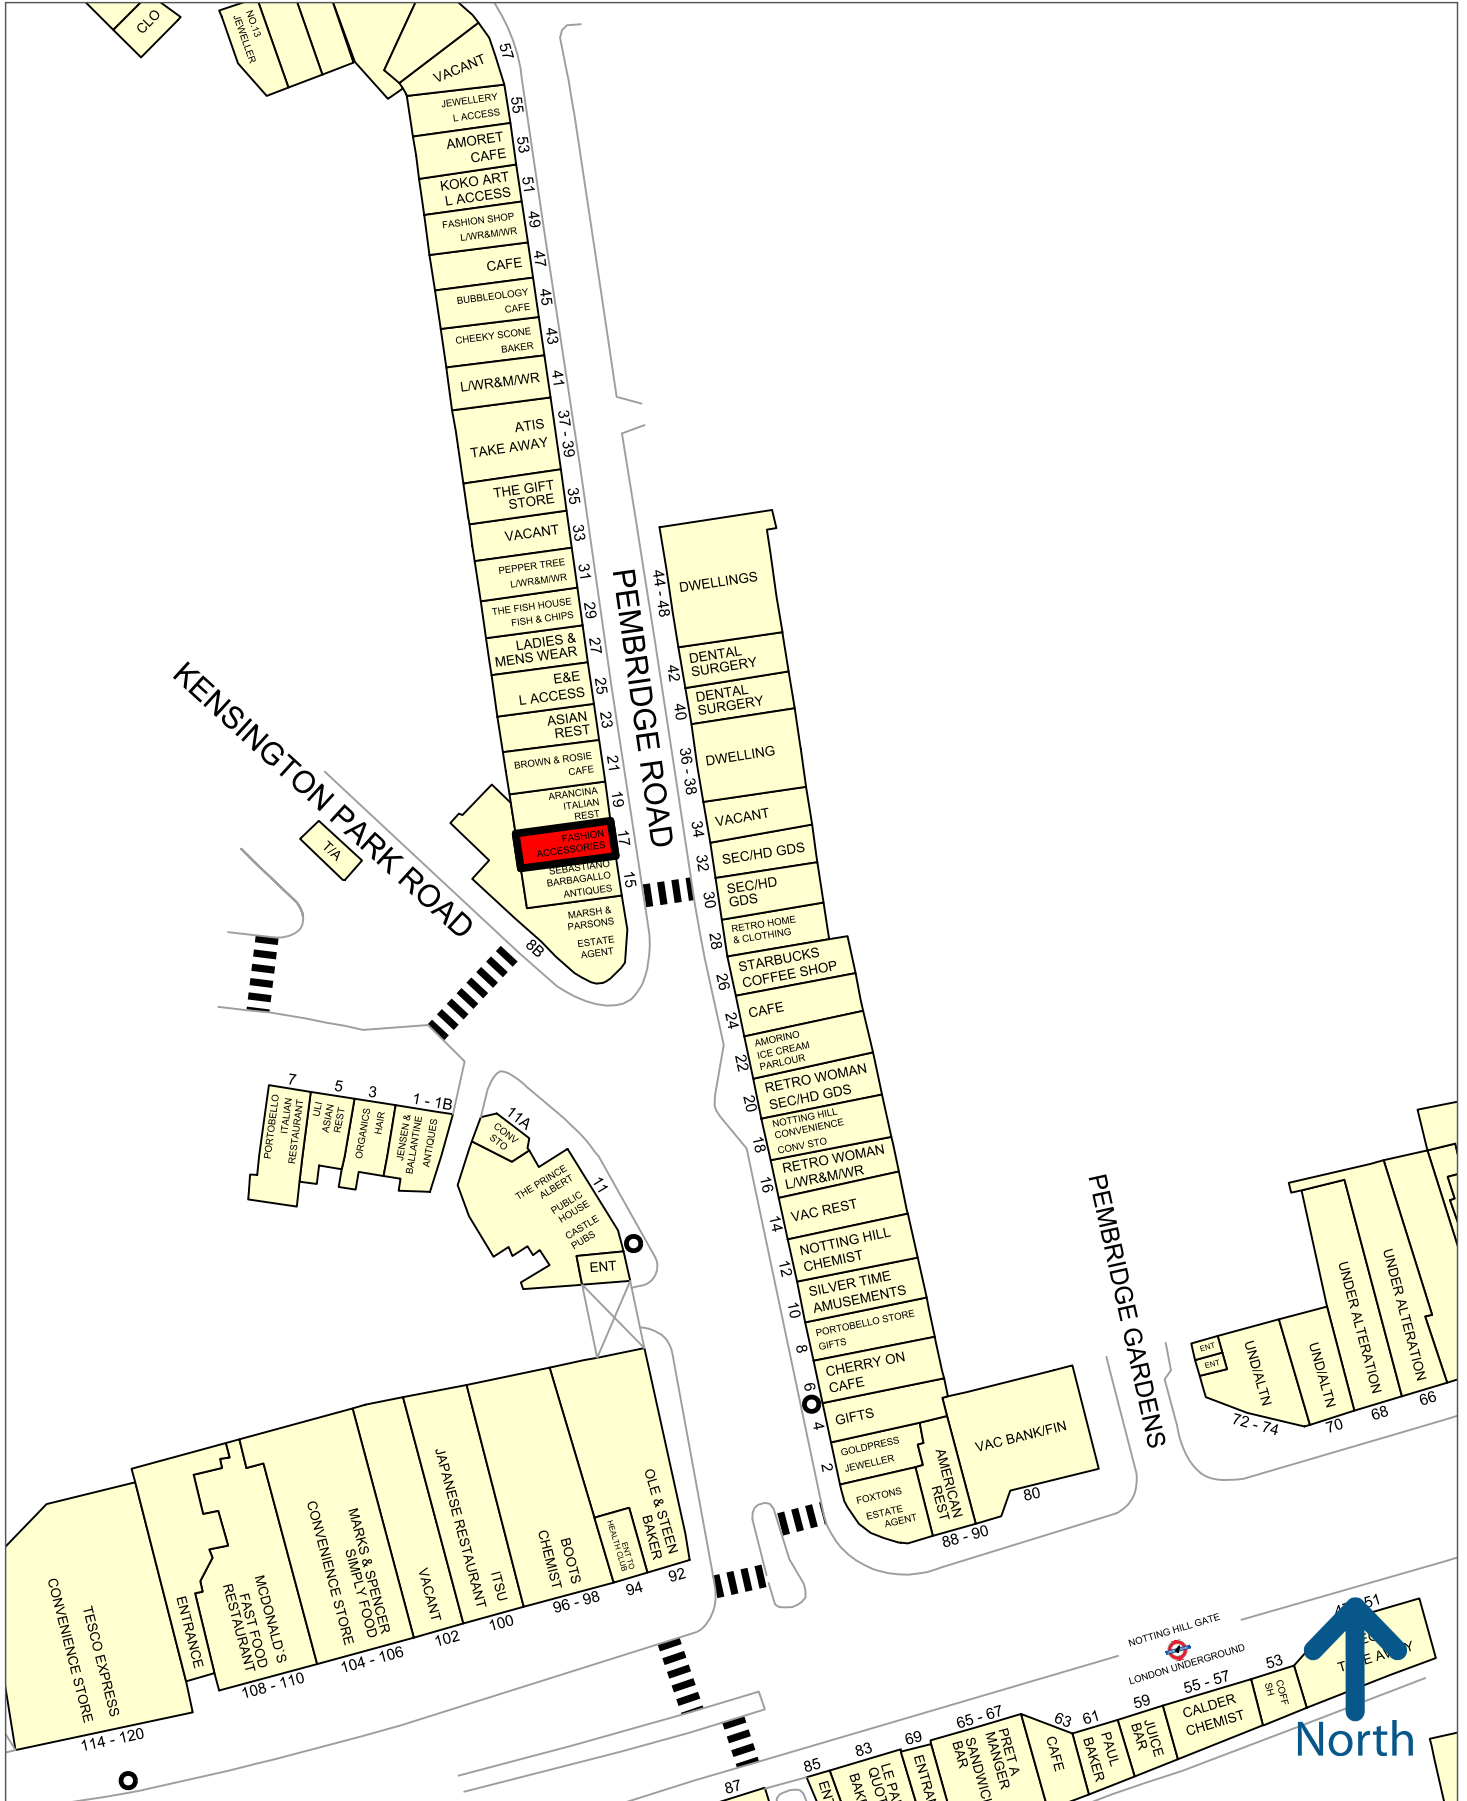 CLO
NO.13
JEWELLER
VACANT
57
JEWELLERY
L ACCESS
55
AMORET
CAFE
53
KOKO ART
L ACCESS
51
FASHION SHOP
L/WR&M/WR
49
CAFE
47
BUBBLEOLOGY
CAFE
45
CHEEKY SCONE
BAKER
43
L/WR&M/WR
41
ATIS
TAKE AWAY
37 - 39
THE GIFT
STORE
35
VACANT
33
PEPPER TREE
L/WR&M/WR
31
THE FISH HOUSE
FISH & CHIPS
29
LADIES &
MENS WEAR
27
E&E
L ACCESS
25
ASIAN
REST
23
BROWN & ROSIE
CAFE
21
ARANCINA
ITALIAN
REST
19
FASHION
ACCESSORIES
17
SEBASTIANO
BARBAGALLO
ANTIQUES
15
MARSH &
PARSONS
ESTATE
AGENT
8B
PEMBRIDGE ROAD
KENSINGTON PARK ROAD
T/A
DWELLINGS
44 - 48
DENTAL
SURGERY
42
DENTAL
SURGERY
40
DWELLING
36 - 38
VACANT
34
SEC/HD GDS
32
SEC/HD
GDS
30
RETRO HOME
& CLOTHING
28
STARBUCKS
COFFEE SHOP
26
CAFE
24
AMORINO
ICE CREAM
PARLOUR
22
RETRO WOMAN
SEC/HD GDS
20
NOTTING HILL
CONVENIENCE
CONV STO
18
RETRO WOMAN
L/WR&M/WR
16
VAC REST
14
NOTTING HILL
CHEMIST
12
SILVER TIME
AMUSEMENTS
10
PORTOBELLO STORE
GIFTS
8
CHERRY ON
CAFE
6
GIFTS
4
GOLDPRESS
JEWELLER
2
FOXTONS
ESTATE
AGENT
AMERICAN
REST
88 - 90
VAC BANK/FIN
80
PEMBRIDGE GARDENS
7
PORTOBELLO
ITALIAN
RESTAURANT
5
ULI
ASIAN
REST
3
ORGANICS
HAIR
1 - 1B
JENSEN &
BALLANTINE
ANTIQUES
11A
CONV
STO
THE PRINCE
ALBERT
PUBLIC
HOUSE
CASTLE
PUBS
11
ENT
ENT
ENT
UND/ALTN
72 - 74
UND/ALTN
70
UNDER ALTERATION
68
UNDER ALTERATION
66
TESCO EXPRESS
CONVENIENCE STORE
114 - 120
ENTRANCE
MCDONALD`S
FAST FOOD
RESTAURANT
108 - 110
MARKS & SPENCER
SIMPLY FOOD
CONVENIENCE STORE
104 - 106
VACANT
102
ITSU
JAPANESE RESTAURANT
100
BOOTS
CHEMIST
96 - 98
ENT TO
HEALTH CLUB
94
OLE & STEEN
BAKER
92
NOTTING HILL GATE
LONDON UNDERGROUND
51
53
COFF
SH
55 - 57
CALDER
CHEMIST
59
JUICE
BAR
61
PAUL
BAKER
63
CAFE
65 - 67
PRET A
MANGER
SANDWICH
BAR
69
ENTRAN
83
LE PA
QUOT
BAK
85
ENT
87
North